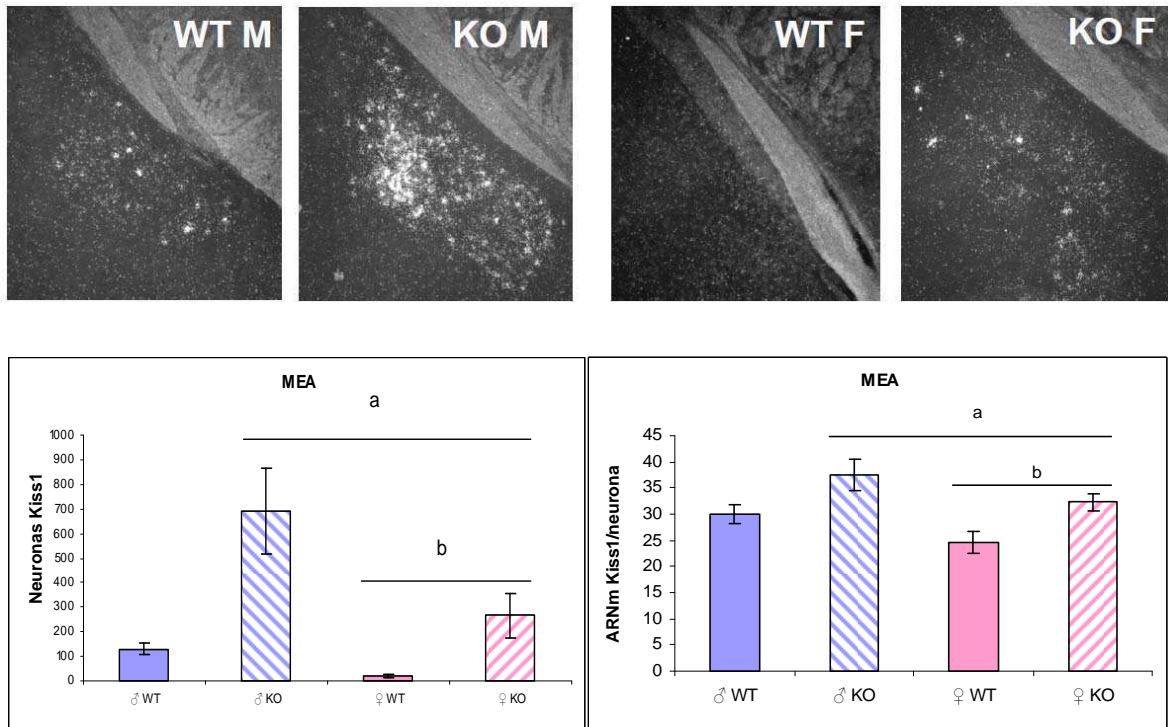 WT M
KO M
WT F
KO F
MEA
a
b
Neuronas Kiss1
1000
900
800
700
600
500
400
300
200
100
0
♂ WT
♂ KO
♀ WT
♀ KO
MEA
a
b
ARNm Kiss1/neurona
45
40
35
30
25
20
15
10
5
0
♂ WT
♂ KO
♀ WT
♀ KO